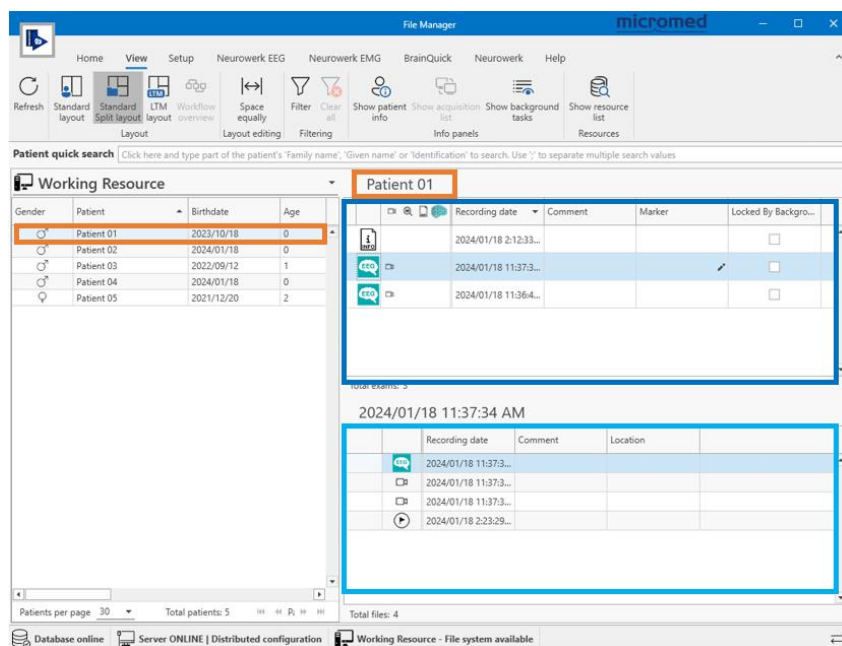 File Manager
micromed
Home View Setup Neurowerk EEG Neurowerk EMG BrainQuick Neurowerk Help
Refresh Standard layout Standard Split layout LTM layout Workflow overview Space equally Filter Clear all Show patient info Show acquisition list Show background tasks Show resource list
Layout Layout editing Filtering Info panels Resources
Patient quick search Click here and type part of the patient's 'Family name', 'Given name' or 'Identification' to search. Use ';' to separate multiple search values
Working Resource
Gender Patient Birthdate Age
Patient 01 2023/10/18 0
Patient 02 2024/01/18 0
Patient 03 2022/09/12 1
Patient 04 2024/01/18 0
Patient 05 2021/12/20 2
Patients per page 30 Total patients: 5
Patient 01
Recording date Comment Marker Locked By Backgro...
INFO 2024/01/18 2:12:33...
EEG 2024/01/18 11:37:3...
EEG 2024/01/18 11:36:4...
Total exams: 3
2024/01/18 11:37:34 AM
Recording date Comment Location
EEG 2024/01/18 11:37:3...
2024/01/18 11:37:3...
2024/01/18 11:37:3...
2024/01/18 2:23:29...
Total files: 4
Database online Server ONLINE | Distributed configuration Working Resource - File system available